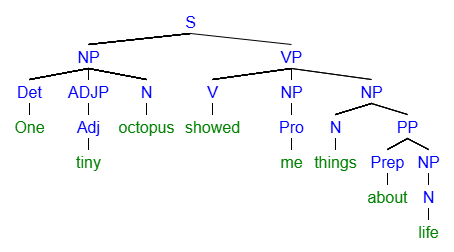 S
NP VP
Det ADJP N V NP NP
One Adj octopus showed Pro N PP
tiny me things Prep NP
about N
life